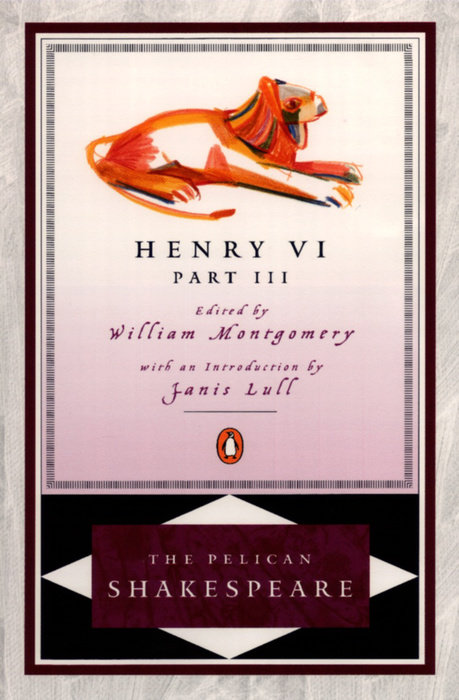 HENRY VI
PART III
Edited by
William Montgomery
with an Introduction by
Janis Lull
THE PELICAN
SHAKESPEARE